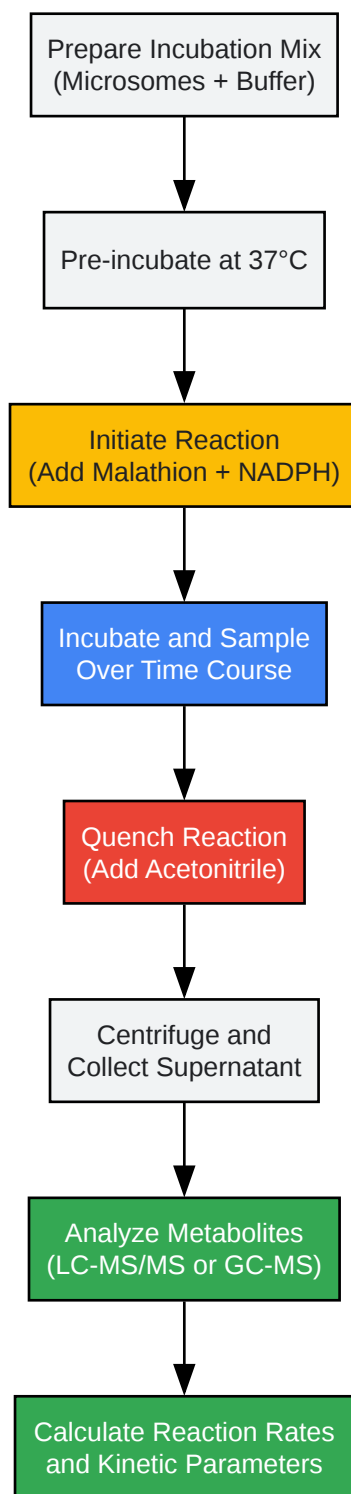 Prepare Incubation Mix
(Microsomes + Buffer)
Pre-incubate at 37°C
Initiate Reaction
(Add Malathion + NADPH)
Incubate and Sample
Over Time Course
Quench Reaction
(Add Acetonitrile)
Centrifuge and
Collect Supernatant
Analyze Metabolites
(LC-MS/MS or GC-MS)
Calculate Reaction Rates
and Kinetic Parameters